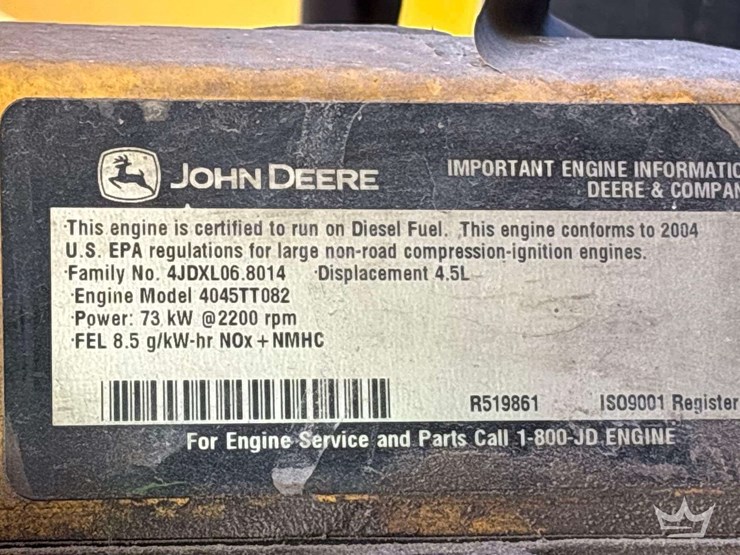 JOHN DEERE
IMPORTANT ENGINE INFORMATIC
DEERE & COMPAN
This engine is certified to run on Diesel Fuel. This engine conforms to 2004
U.S. EPA regulations for large non-road compression-ignition engines.
Family No. 4JDXL06.8014 Displacement 4.5L
Engine Model 4045TT082
Power: 73 kW @2200 rpm
FEL 8.5 g/kW-hr NOx + NMHC
R519861 ISO9001 Register
For Engine Service and Parts Call 1-800-JD ENGINE